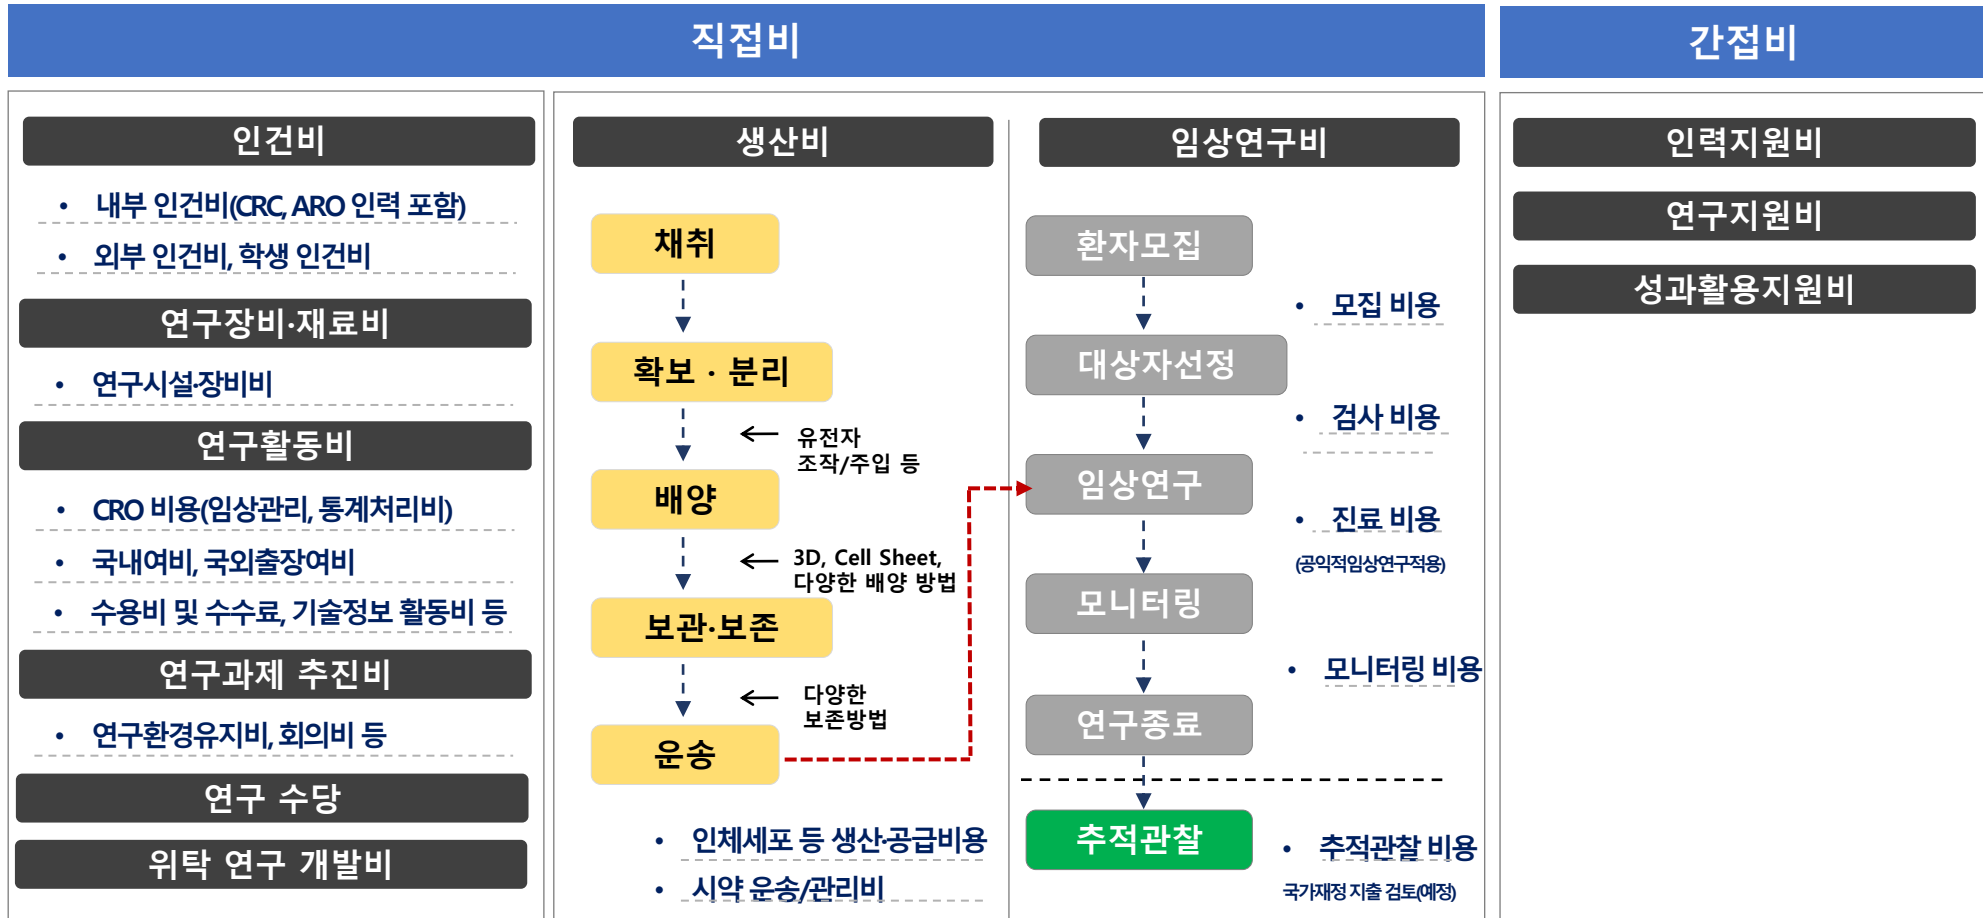 직접비
간접비
인건비
• 내부 인건비(CRC, ARO 인력 포함)
• 외부 인건비, 학생 인건비
연구장비·재료비
• 연구시설·장비비
연구활동비
• CRO 비용(임상관리, 통계처리비)
• 국내여비, 국외출장여비
• 수용비 및 수수료, 기술정보 활동비 등
연구과제 추진비
• 연구환경유지비, 회의비 등
연구 수당
위탁 연구 개발비
생산비
채취
확보 · 분리
유전자
조작/주입 등
배양
3D, Cell Sheet,
다양한 배양 방법
보관·보존
다양한
보존방법
운송
• 인체세포 등 생산·공급비용
• 시약 운송/관리비
임상연구비
환자모집
• 모집 비용
대상자선정
• 검사 비용
임상연구
• 진료 비용
(공익적임상연구적용)
모니터링
• 모니터링 비용
연구종료
추적관찰
• 추적관찰 비용
국가재정 지출 검토(예정)
인력지원비
연구지원비
성과활용지원비